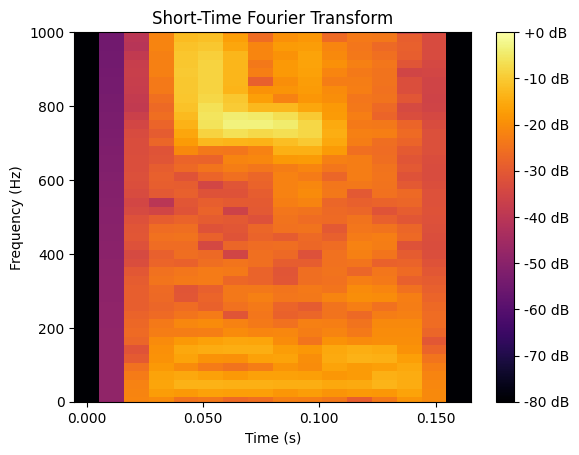 Short-Time Fourier Transform
1000
800
600
400
200
0
Frequency (Hz)
0.000
0.050
0.100
0.150
Time (s)
+0 dB
-10 dB
-20 dB
-30 dB
-40 dB
-50 dB
-60 dB
-70 dB
-80 dB